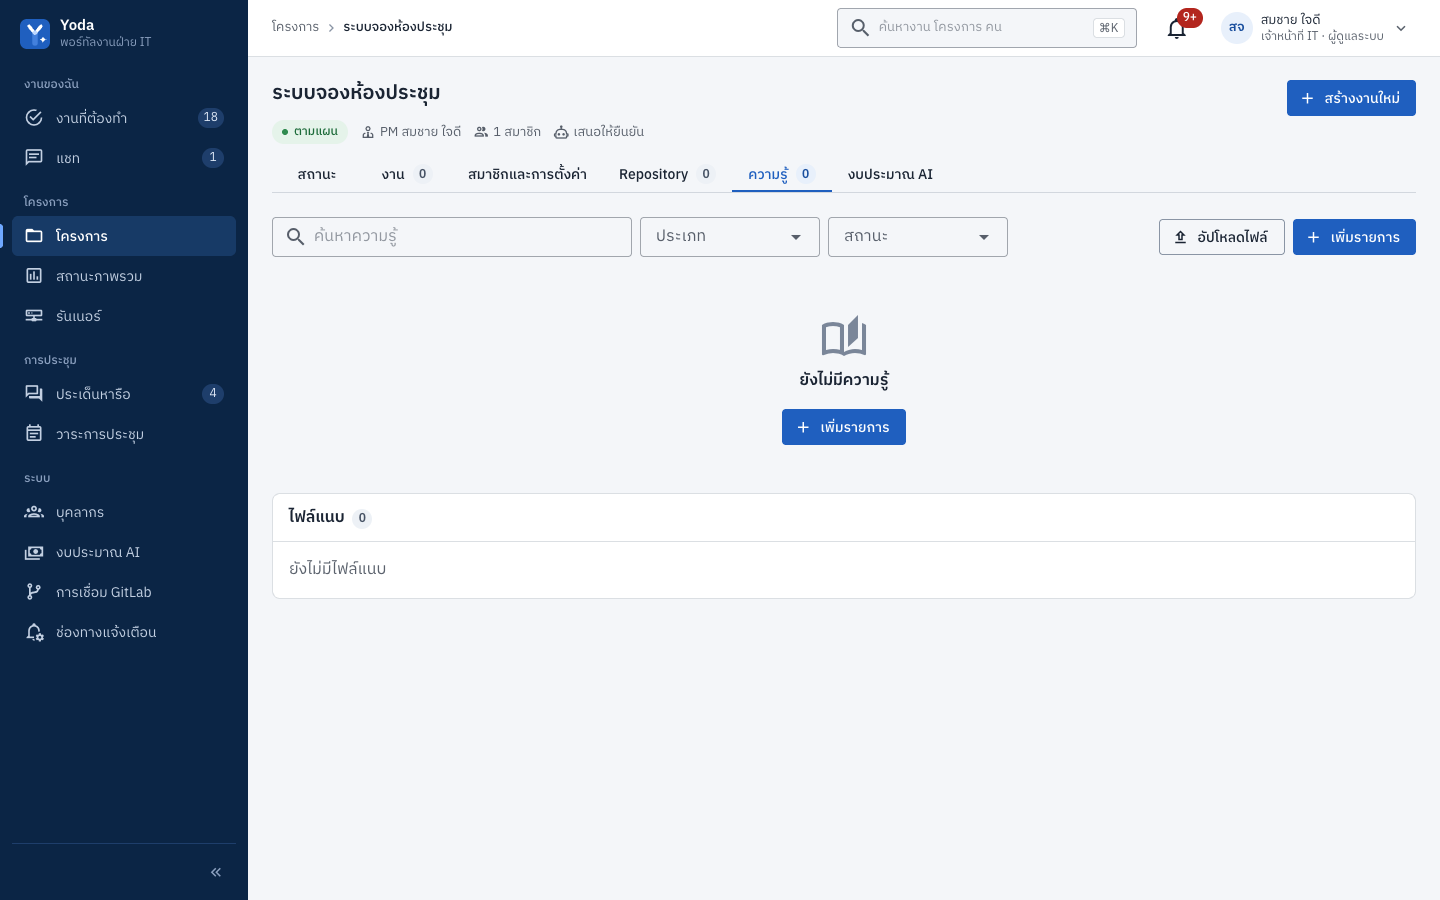 Yoda
พอร์ทัลงานฝ่าย IT
งานของฉัน
งานที่ต้องทำ 18
แชท 1
โครงการ
โครงการ
สถานะภาพรวม
รันเนอร์
การประชุม
ประเด็นหารือ 4
วาระการประชุม
ระบบ
บุคลากร
งบประมาณ AI
การเชื่อม GitLab
ช่องทางแจ้งเตือน
โครงการ › ระบบจองห้องประชุม
ค้นหางาน โครงการ คน ⌘K
9+
สจ
สมชาย ใจดี
เจ้าหน้าที่ IT · ผู้ดูแลระบบ
ระบบจองห้องประชุม
สร้างงานใหม่
ตามแผน PM สมชาย ใจดี 1 สมาชิก เสนอให้ยืนยัน
สถานะ งาน 0 สมาชิกและการตั้งค่า Repository 0 ความรู้ 0 งบประมาณ AI
ค้นหาความรู้ ประเภท สถานะ อัปโหลดไฟล์ เพิ่มรายการ
ยังไม่มีความรู้
เพิ่มรายการ
ไฟล์แนบ 0
ยังไม่มีไฟล์แนบ